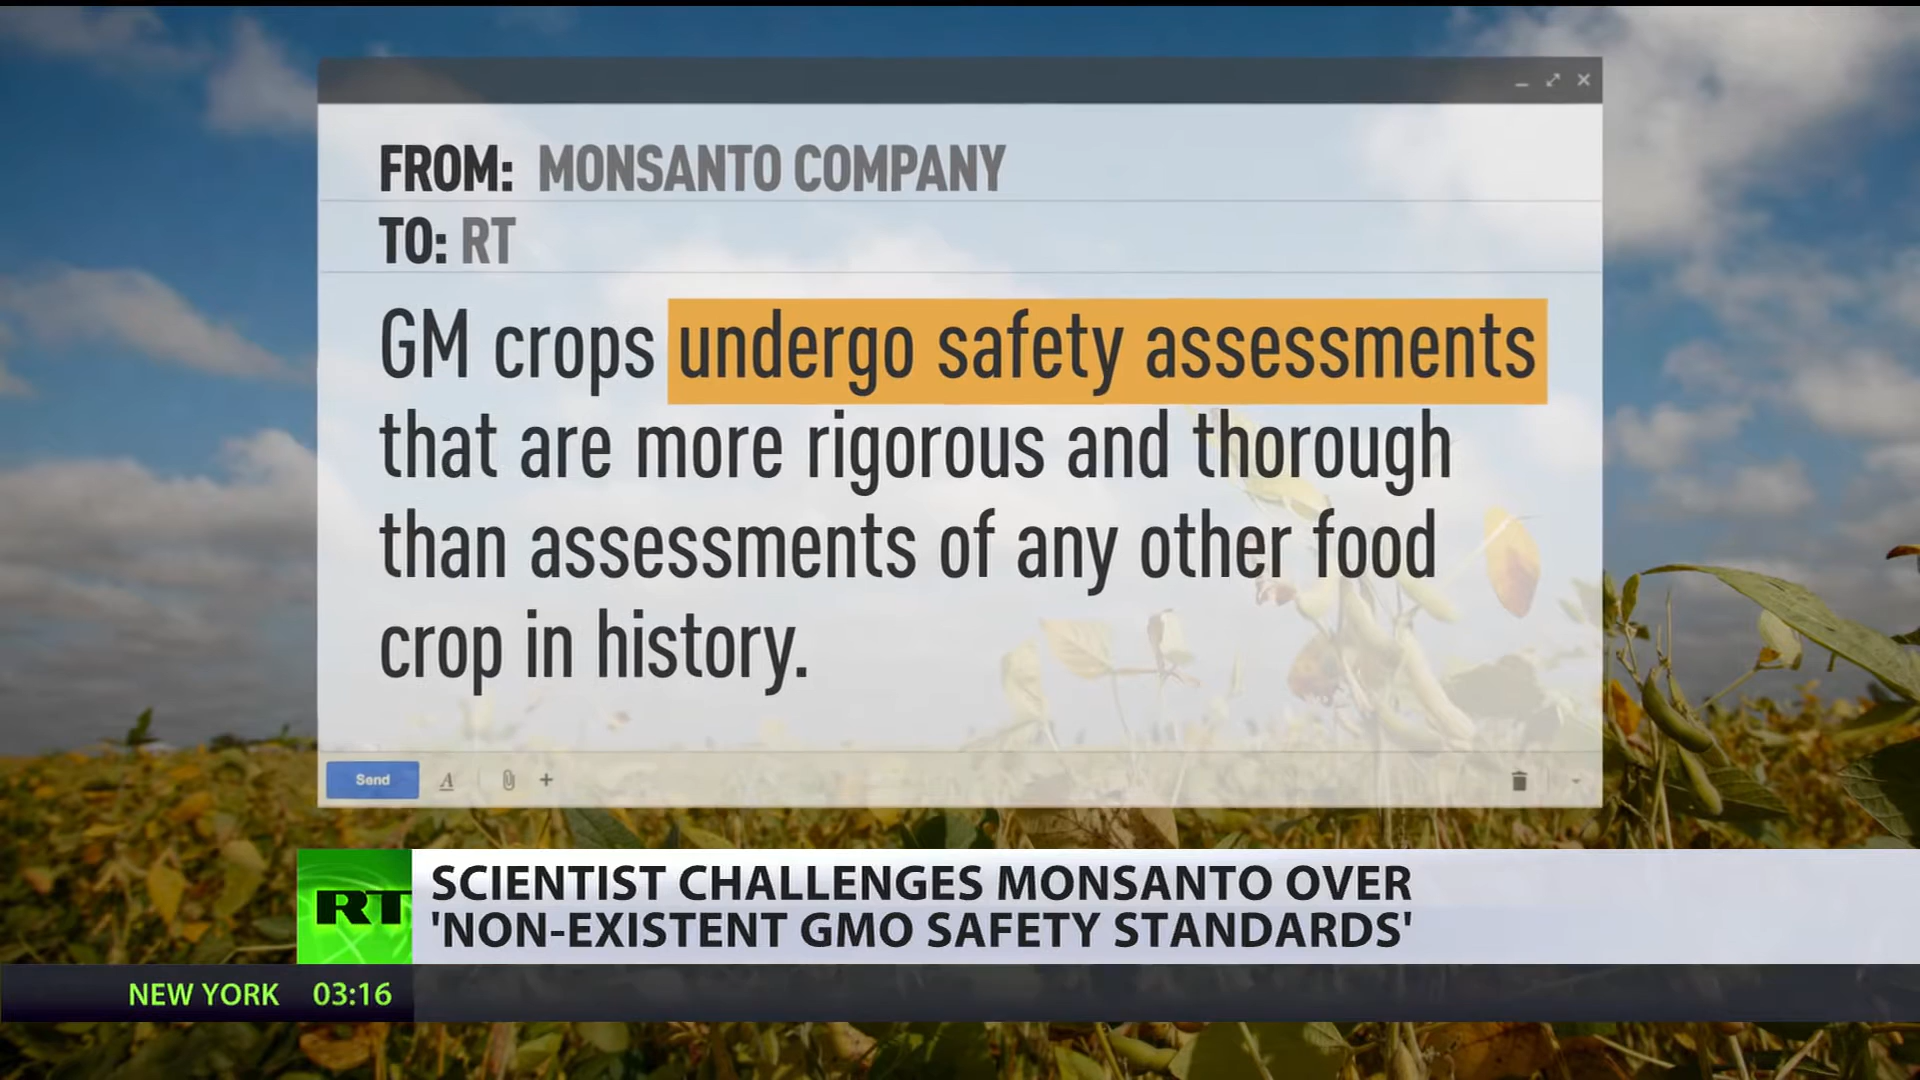 FROM: MONSANTO COMPANY
TO: RT
GM crops undergo safety assessments
that are more rigorous and thorough
than assessments of any other food
crop in history.
Send
RT
SCIENTIST CHALLENGES MONSANTO OVER
'NON-EXISTENT GMO SAFETY STANDARDS'
NEW YORK 03:16